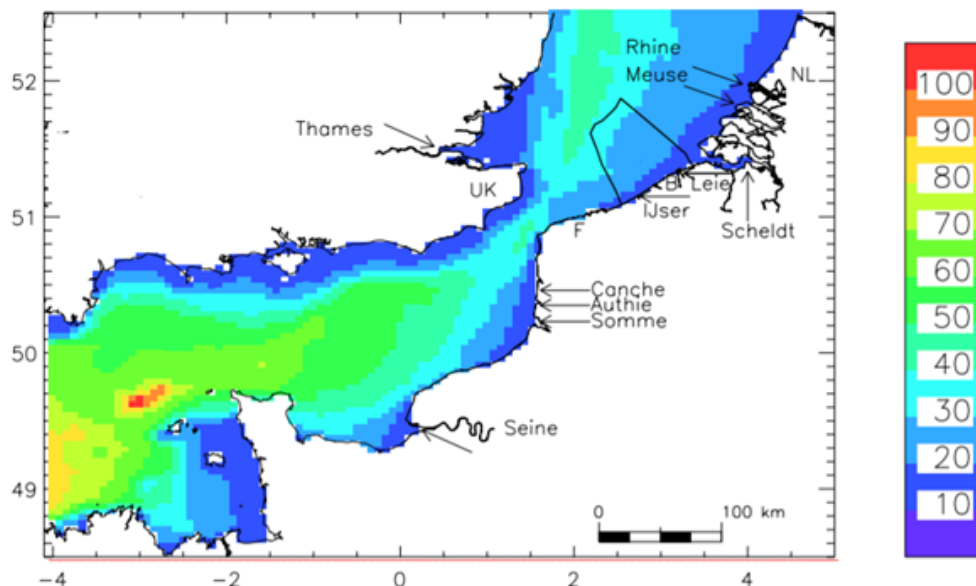 52
51
50
49
-4
-2
0
2
4
Rhine
Meuse
NL
Thames
UK
B Leie
IJser
F
Scheldt
Canche
Authie
Somme
Seine
0 100 km
100
90
80
70
60
50
40
30
20
10